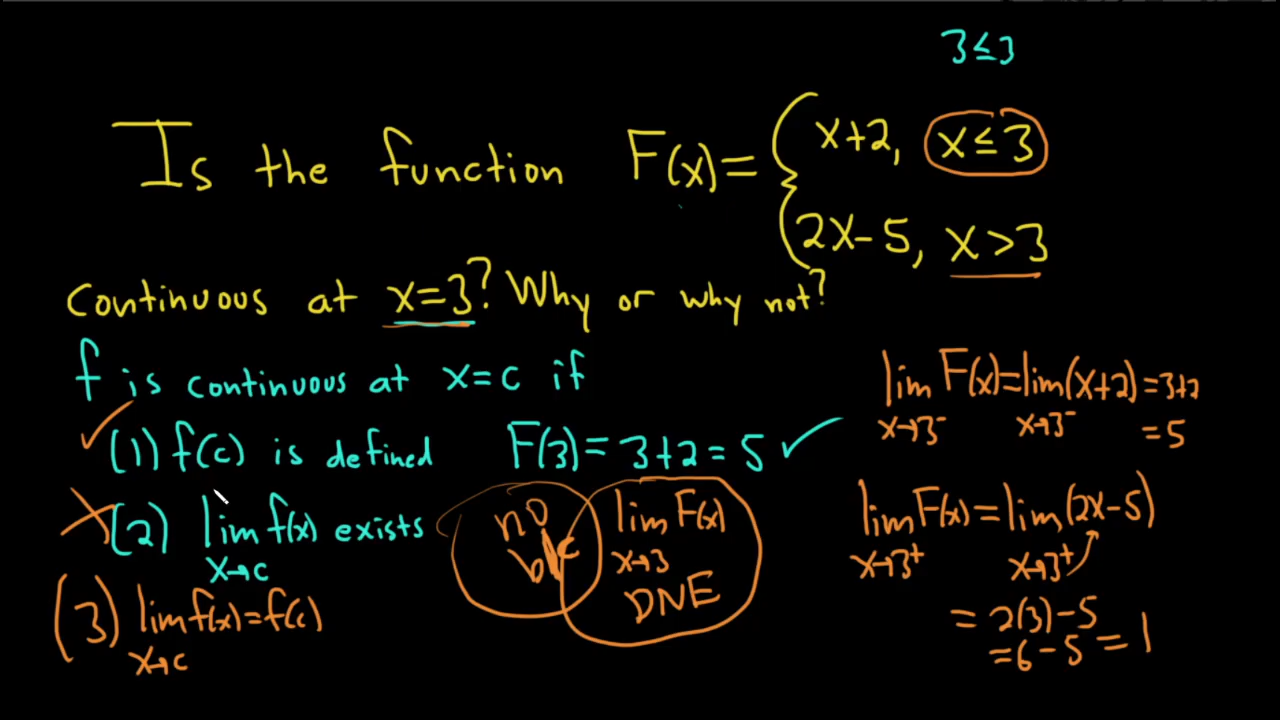 3 ≤ 3
Is the function F(x) = { x+2, x ≤ 3
2x-5, x > 3
Continuous at x=3? Why or why not?
f is continuous at x=c if
(1) f(c) is defined F(3) = 3+2 = 5 ✓
(2) lim f(x) exists
x→c
(3) lim f(x) = f(c)
x→c
no
b/c
lim F(x)
x→3
DNE
lim F(x) = lim (x+2) = 3+2
x→3⁻ x→3⁻ = 5
lim F(x) = lim (2x-5)
x→3⁺ x→3⁺
= 2(3) - 5
= 6 - 5 = 1